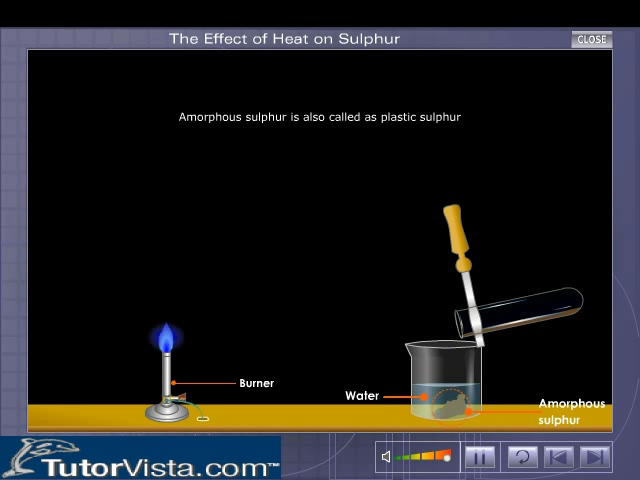 The Effect of Heat on Sulphur
CLOSE
Amorphous sulphur is also called as plastic sulphur
Burner
Water
Amorphous
sulphur
TutorVista.com™